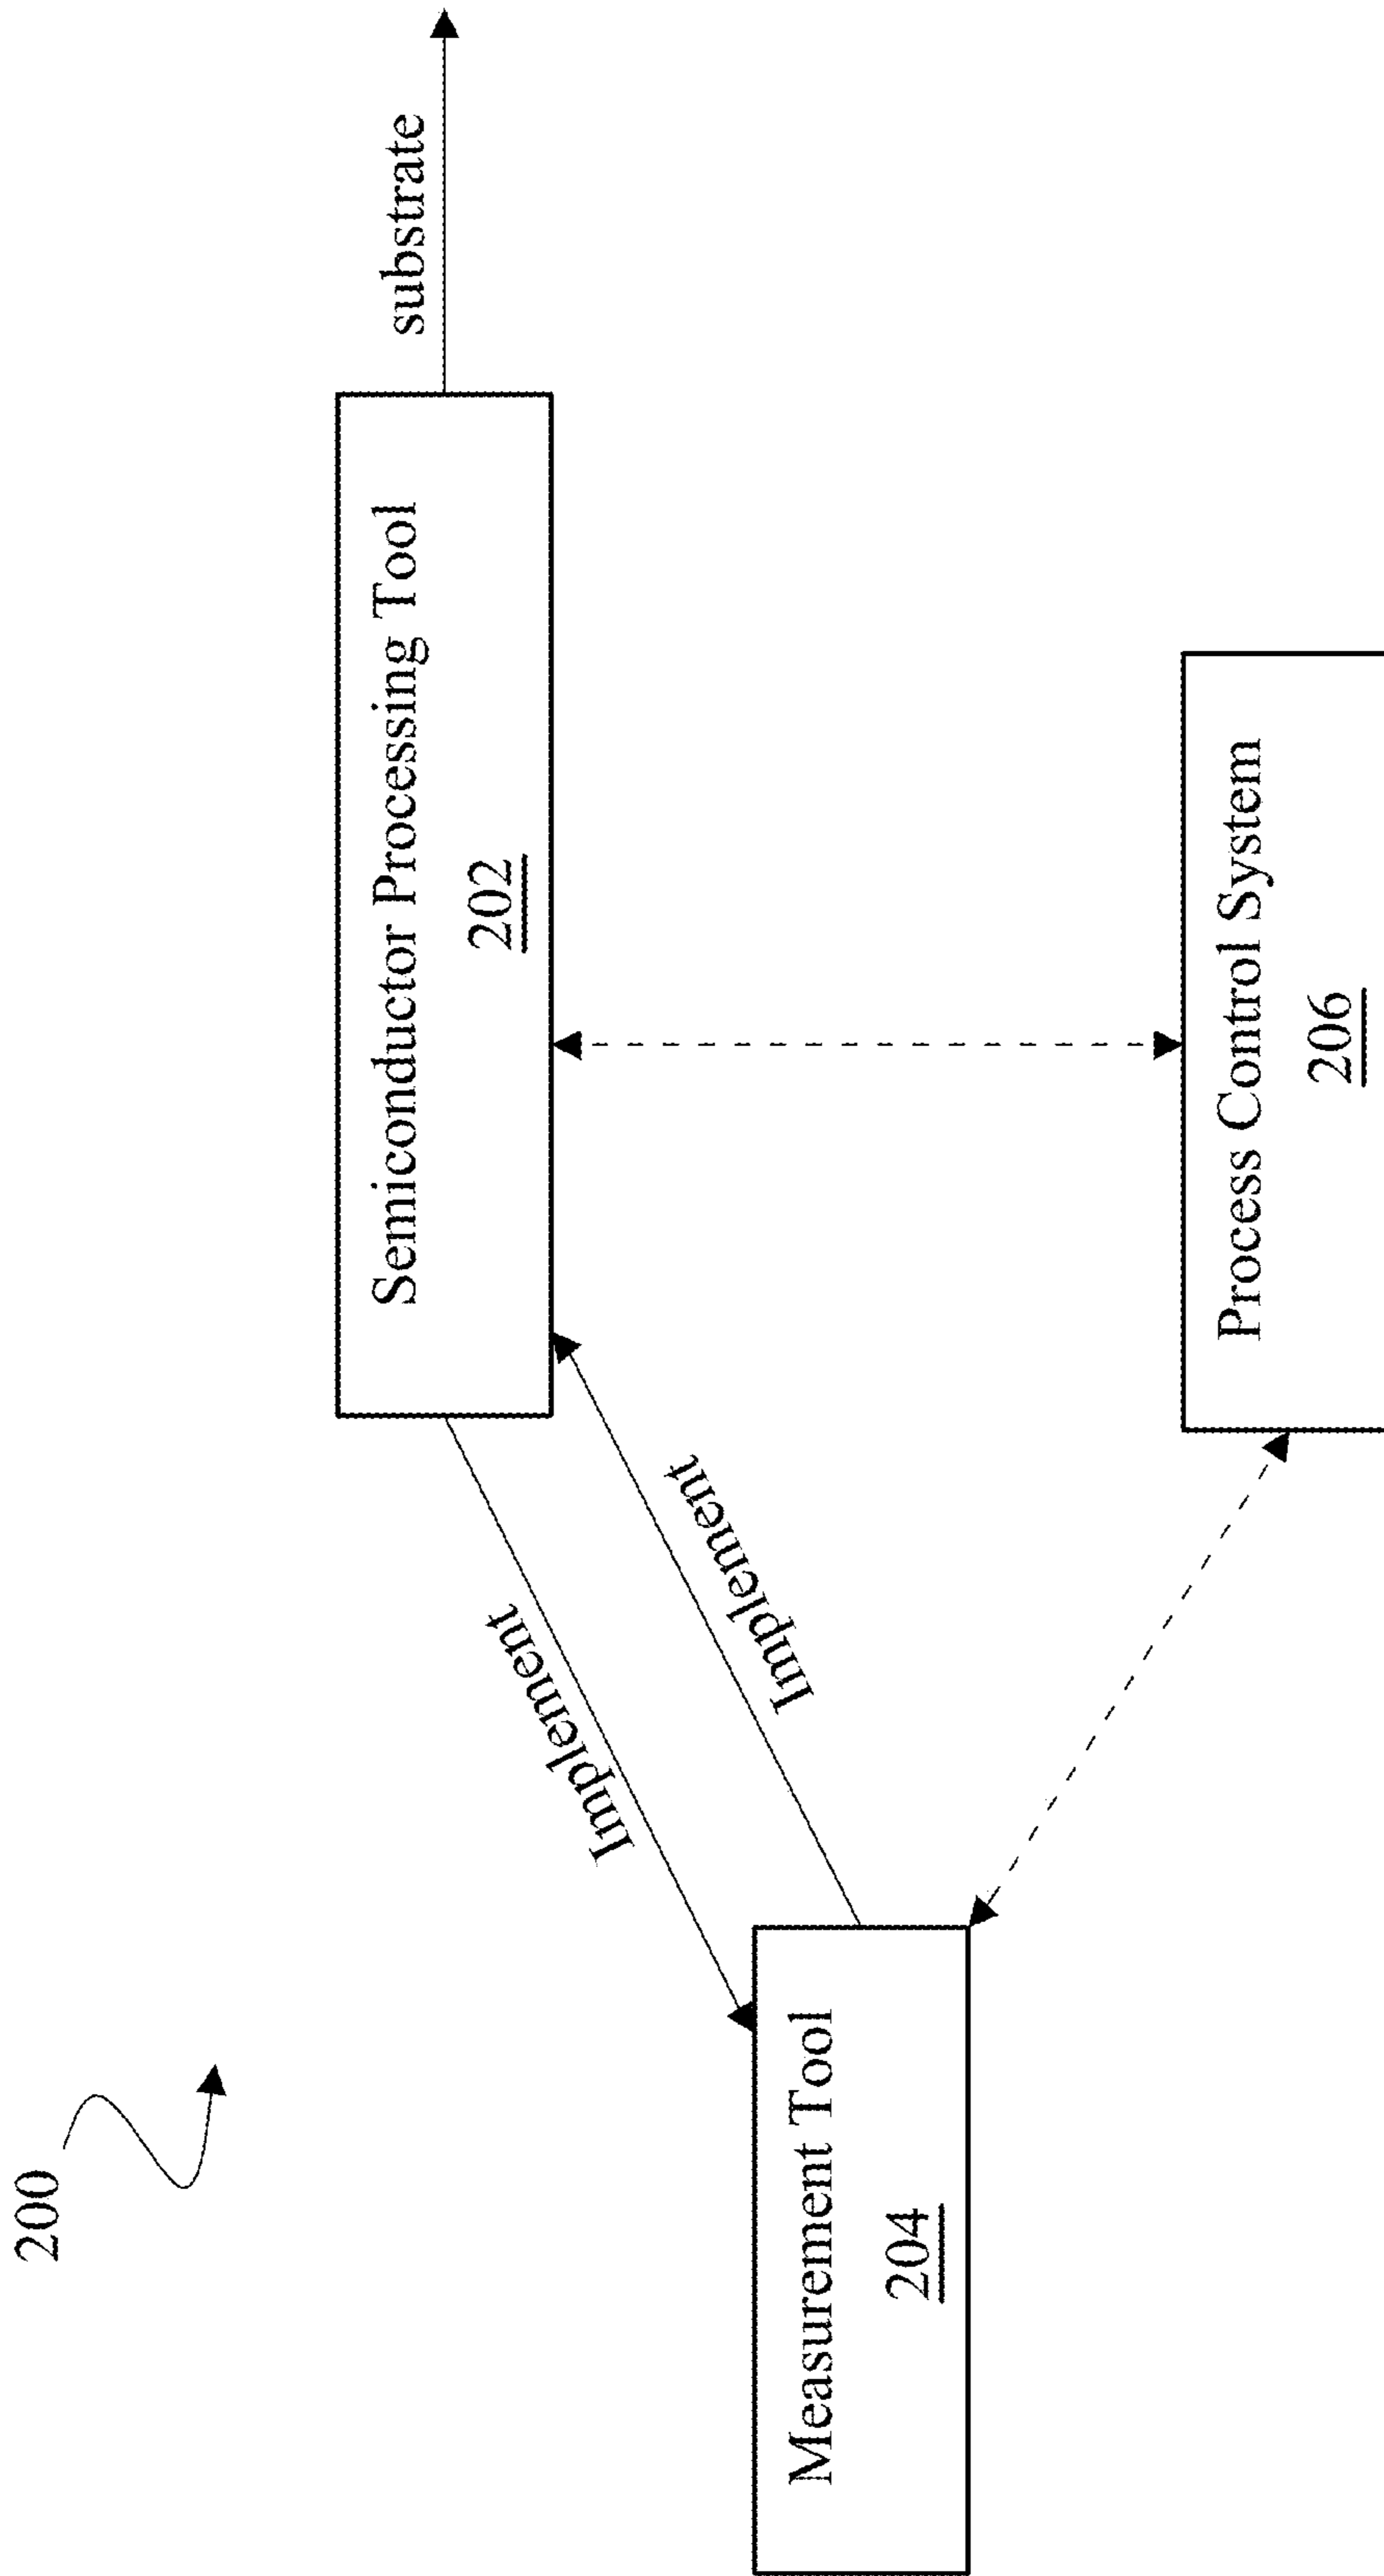 200
substrate
Semiconductor Processing Tool
202
Implement
Implement
Measurement Tool
204
Process Control System
206